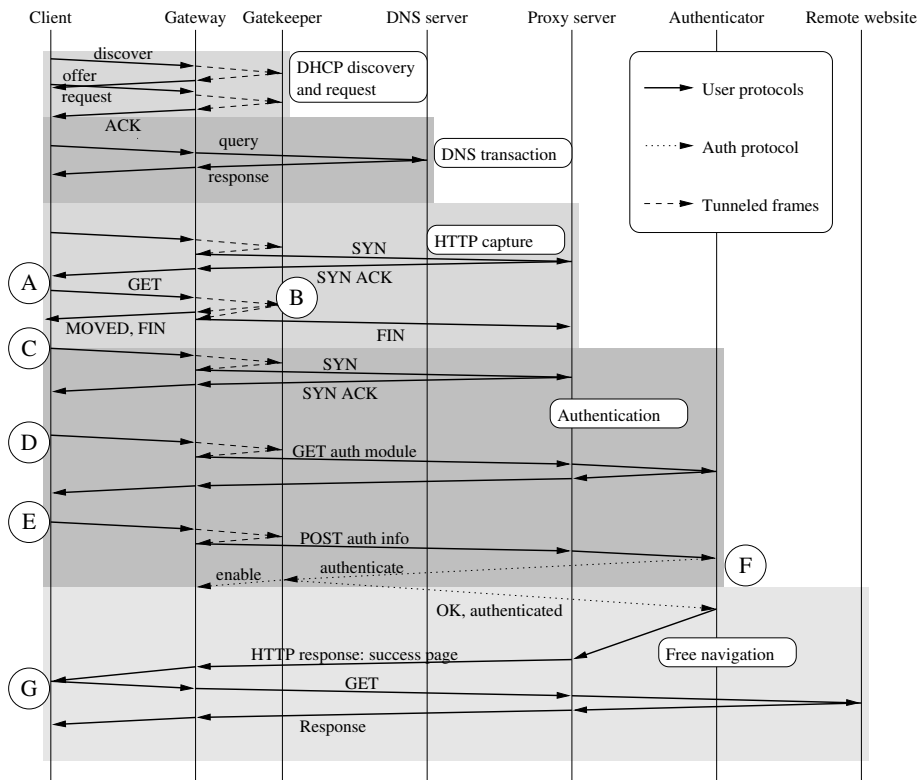 Client Gateway Gatekeeper DNS server Proxy server Authenticator Remote website
discover
offer
request
ACK
DHCP discovery
and request
User protocols
Auth protocol
Tunneled frames
query
response
DNS transaction
HTTP capture
SYN
SYN ACK
A
GET
B
MOVED, FIN
FIN
C
SYN
SYN ACK
Authentication
D
GET auth module
E
POST auth info
F
enable
authenticate
OK, authenticated
HTTP response: success page
Free navigation
G
GET
Response